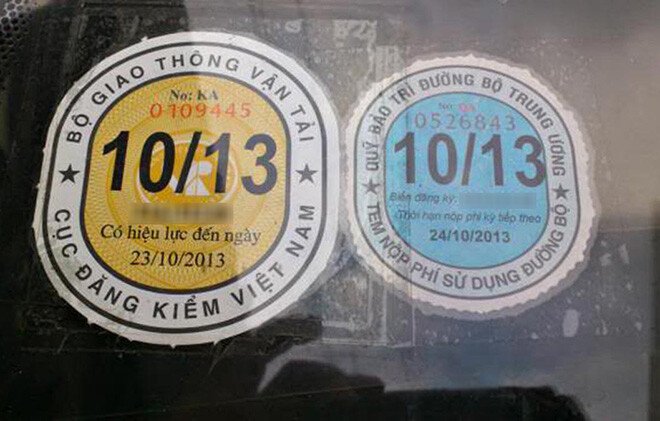 BỘ GIAO THÔNG VẬN TẢI
No: KA
0109445
10/13
Có hiệu lực đến ngày
23/10/2013
CỤC ĐĂNG KIỂM VIỆT NAM
QUỸ BẢO TRÌ ĐƯỜNG BỘ TRUNG ƯƠNG
No: QA
10526843
10/13
Biển đăng ký:
Thời hạn nộp phí kỳ tiếp theo
24/10/2013
TEM NỘP PHÍ SỬ DỤNG ĐƯỜNG BỘ